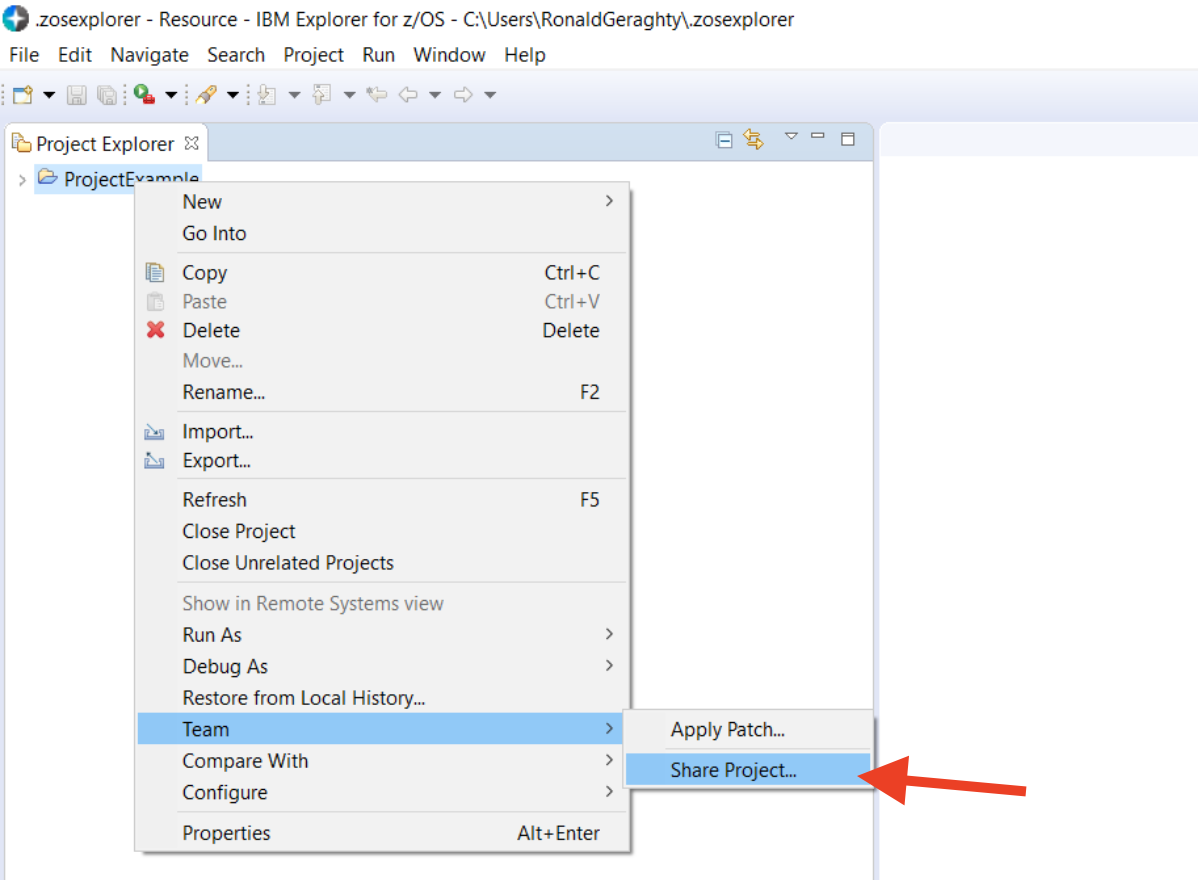 .zosexplorer - Resource - IBM Explorer for z/OS - C:\Users\RonaldGeraghty\.zosexplorer
File Edit Navigate Search Project Run Window Help
Project Explorer
ProjectExample
New
Go Into
Copy Ctrl+C
Paste Ctrl+V
Delete Delete
Move...
Rename... F2
Import...
Export...
Refresh F5
Close Project
Close Unrelated Projects
Show in Remote Systems view
Run As
Debug As
Restore from Local History...
Team
Apply Patch...
Compare With
Share Project...
Configure
Properties Alt+Enter